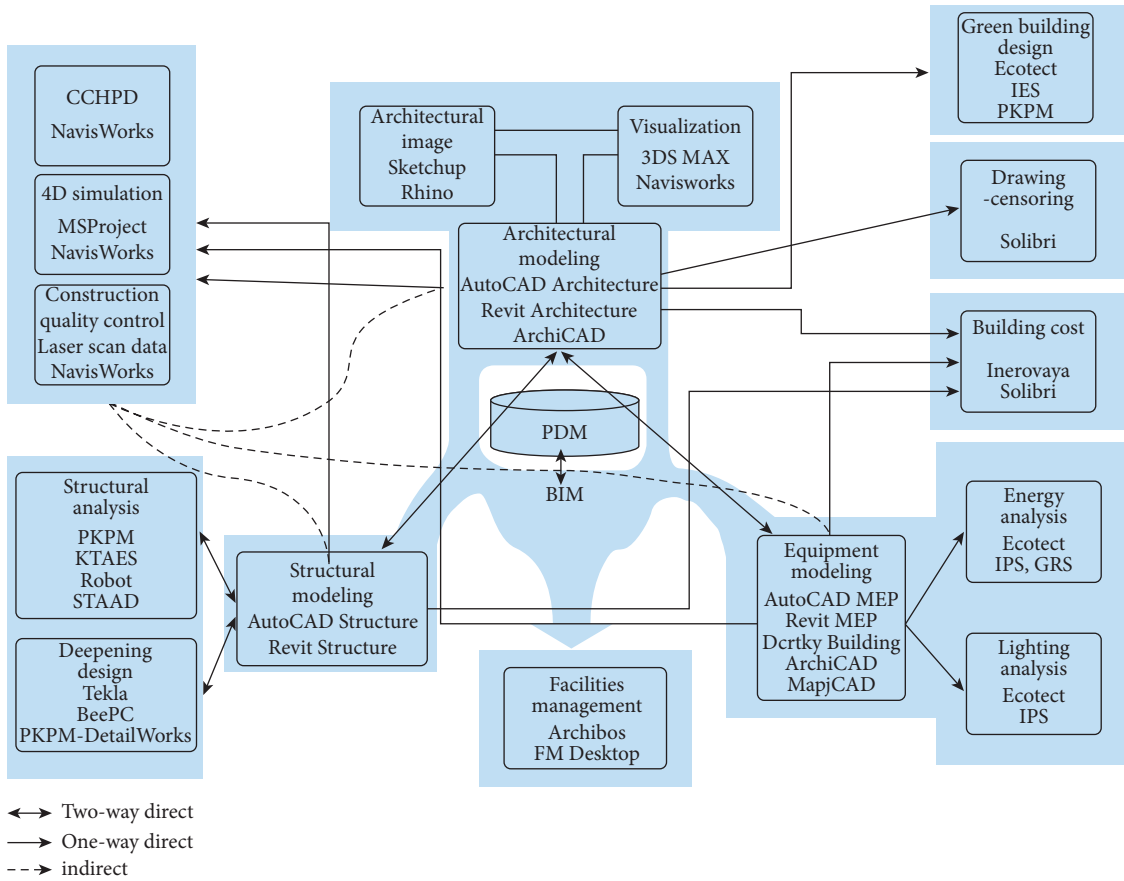 CCHPD
NavisWorks
4D simulation
MSProject
NavisWorks
Construction
quality control
Laser scan data
NavisWorks
Architectural
image
Sketchup
Rhino
Visualization
3DS MAX
Navisworks
Green building
design
Ecotect
IES
PKPM
Drawing
-censoring
Solibri
Architectural
modeling
AutoCAD Architecture
Revit Architecture
ArchiCAD
Building cost
Inerovaya
Solibri
PDM
BIM
Structural
analysis
PKPM
KTAES
Robot
STAAD
Deepening
design
Tekla
BeePC
PKPM-DetailWorks
Structural
modeling
AutoCAD Structure
Revit Structure
Facilities
management
Archibos
FM Desktop
Equipment
modeling
AutoCAD MEP
Revit MEP
Dcrtky Building
ArchiCAD
MapjCAD
Energy
analysis
Ecotect
IPS, GRS
Lighting
analysis
Ecotect
IPS
Two-way direct
One-way direct
indirect